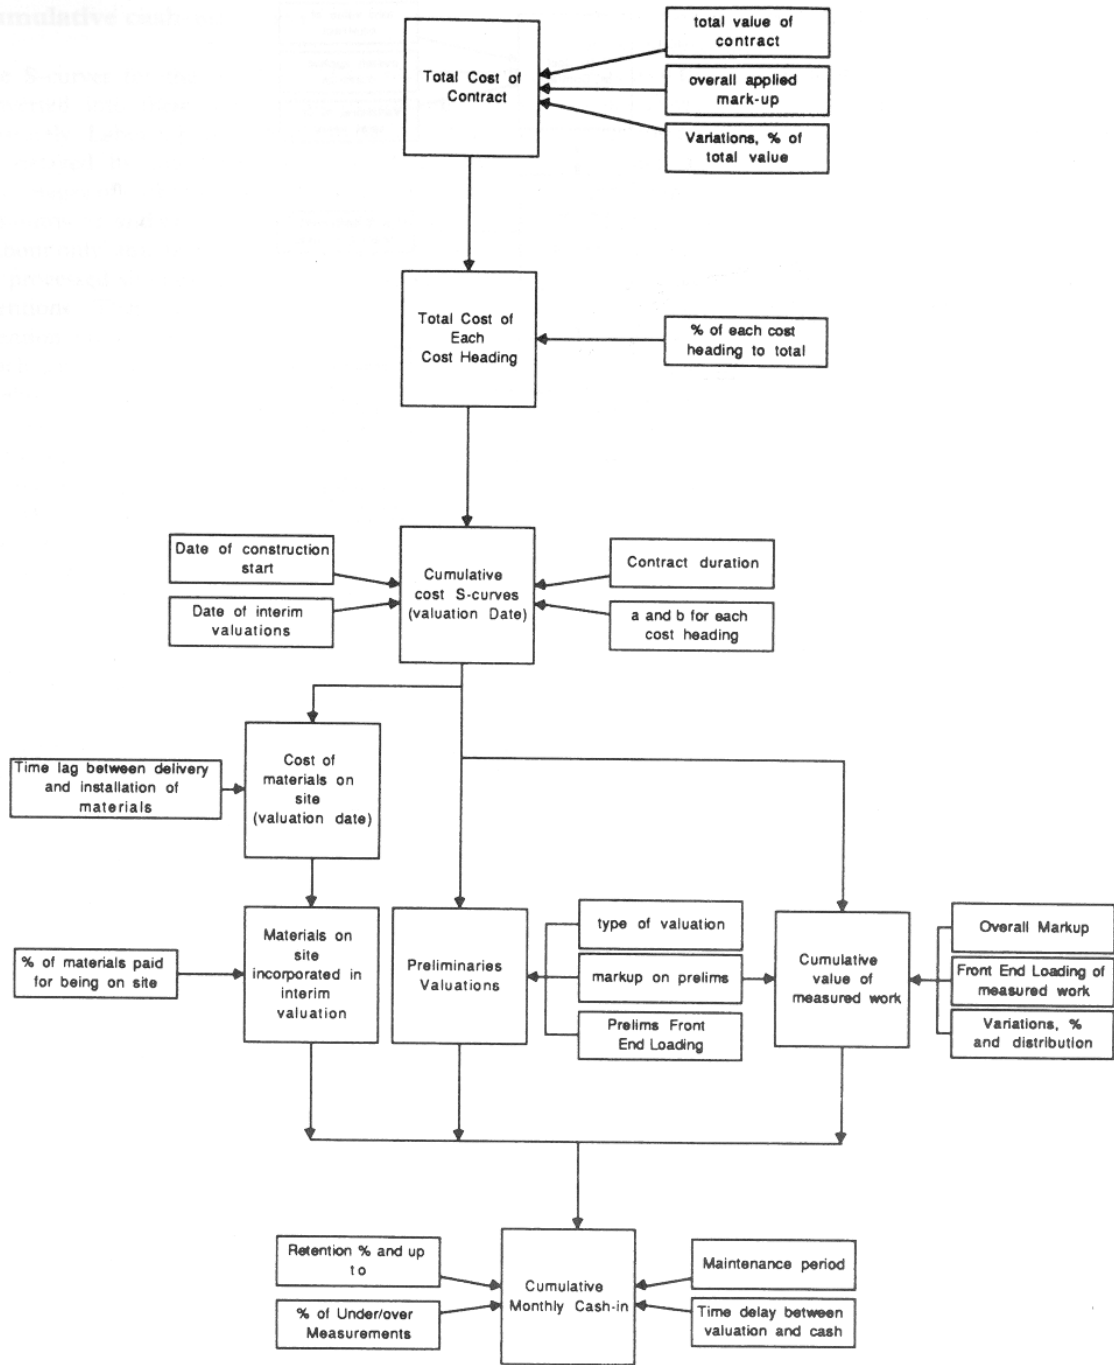 total value of
contract
Total Cost of
Contract
overall applied
mark-up
Variations, % of
total value
Total Cost of
Each
Cost Heading
% of each cost
heading to total
Date of construction
start
Date of interim
valuations
Cumulative
cost S-curves
(valuation Date)
Contract duration
a and b for each
cost heading
Time lag between delivery
and installation of
materials
Cost of
materials on
site
(valuation date)
% of materials paid
for being on site
Materials on
site
incorporated in
interim
valuation
Preliminaries
Valuations
type of valuation
markup on prelims
Prelims Front
End Loading
Cumulative
value of
measured work
Overall Markup
Front End Loading of
measured work
Variations, %
and distribution
Retention % and up
to
% of Under/over
Measurements
Cumulative
Monthly Cash-in
Maintenance period
Time delay between
valuation and cash